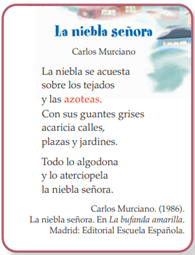 La niebla señora
Carlos Murciano
La niebla se acuesta
sobre los tejados
y las azoteas.
Con sus guantes grises
acaricia calles,
plazas y jardines.
Todo lo algodona
y lo aterciopela
la niebla señora.
Carlos Murciano. (1986).
La niebla señora. En La bufanda amarilla.
Madrid: Editorial Escuela Española.